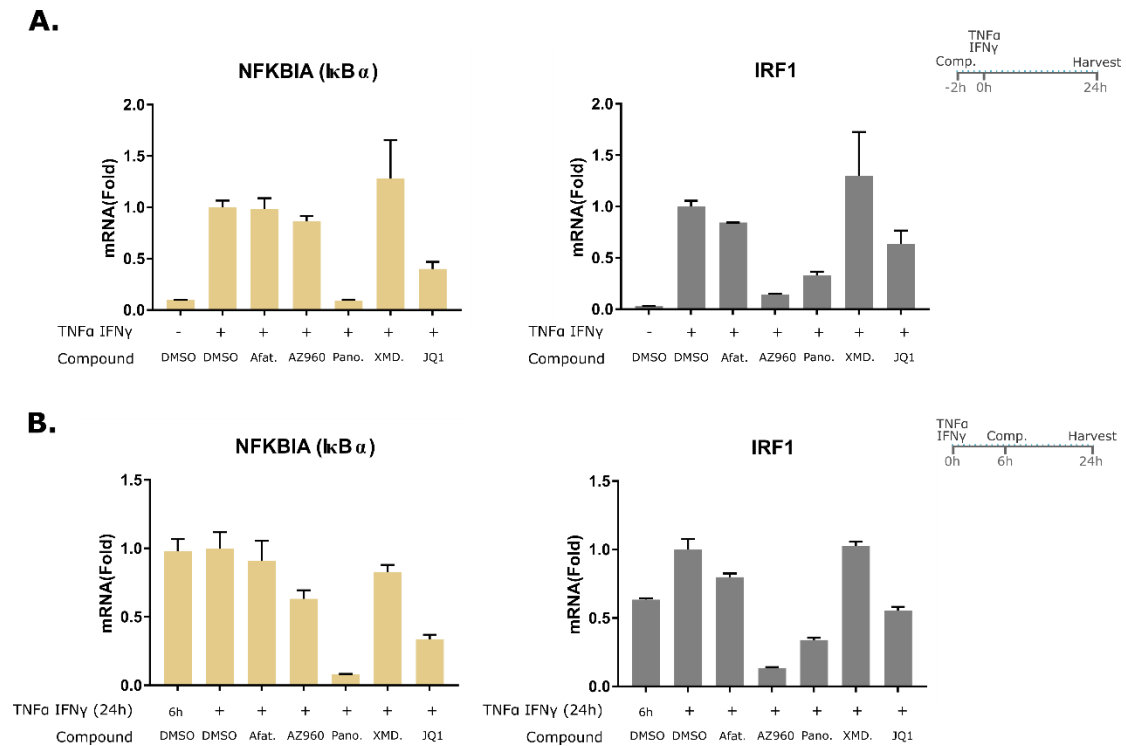 A.
TNFα
IFNγ
Comp. Harvest
-2h 0h 24h
NFKBIA (IκBα)
mRNA(Fold)
2.0
1.5
1.0
0.5
0.0
TNFα IFNγ - + + + + + +
Compound DMSO DMSO Afat. AZ960 Pano. XMD. JQ1
IRF1
mRNA(Fold)
2.0
1.5
1.0
0.5
0.0
TNFα IFNγ - + + + + + +
Compound DMSO DMSO Afat. AZ960 Pano. XMD. JQ1
B.
TNFα
IFNγ Comp. Harvest
0h 6h 24h
NFKBIA (IκBα)
mRNA(Fold)
1.5
1.0
0.5
0.0
TNFα IFNγ (24h) 6h + + + + + +
Compound DMSO DMSO Afat. AZ960 Pano. XMD. JQ1
IRF1
mRNA(Fold)
1.5
1.0
0.5
0.0
TNFα IFNγ (24h) 6h + + + + + +
Compound DMSO DMSO Afat. AZ960 Pano. XMD. JQ1